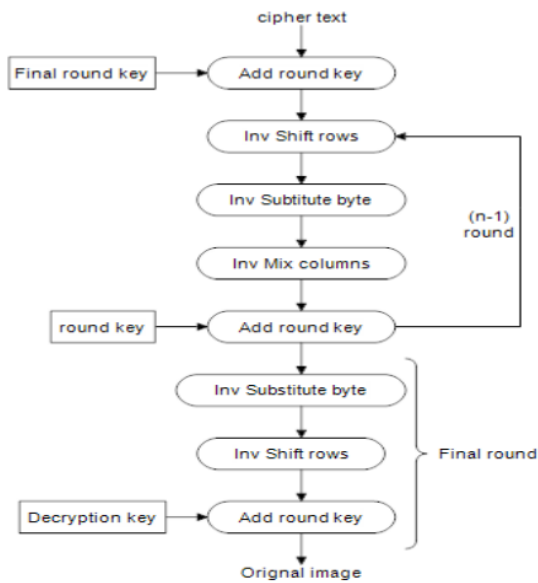 cipher text
Final round key
Add round key
Inv Shift rows
Inv Subtitute byte
(n-1)
round
Inv Mix columns
round key
Add round key
Inv Substitute byte
Inv Shift rows
Final round
Decryption key
Add round key
Orignal image